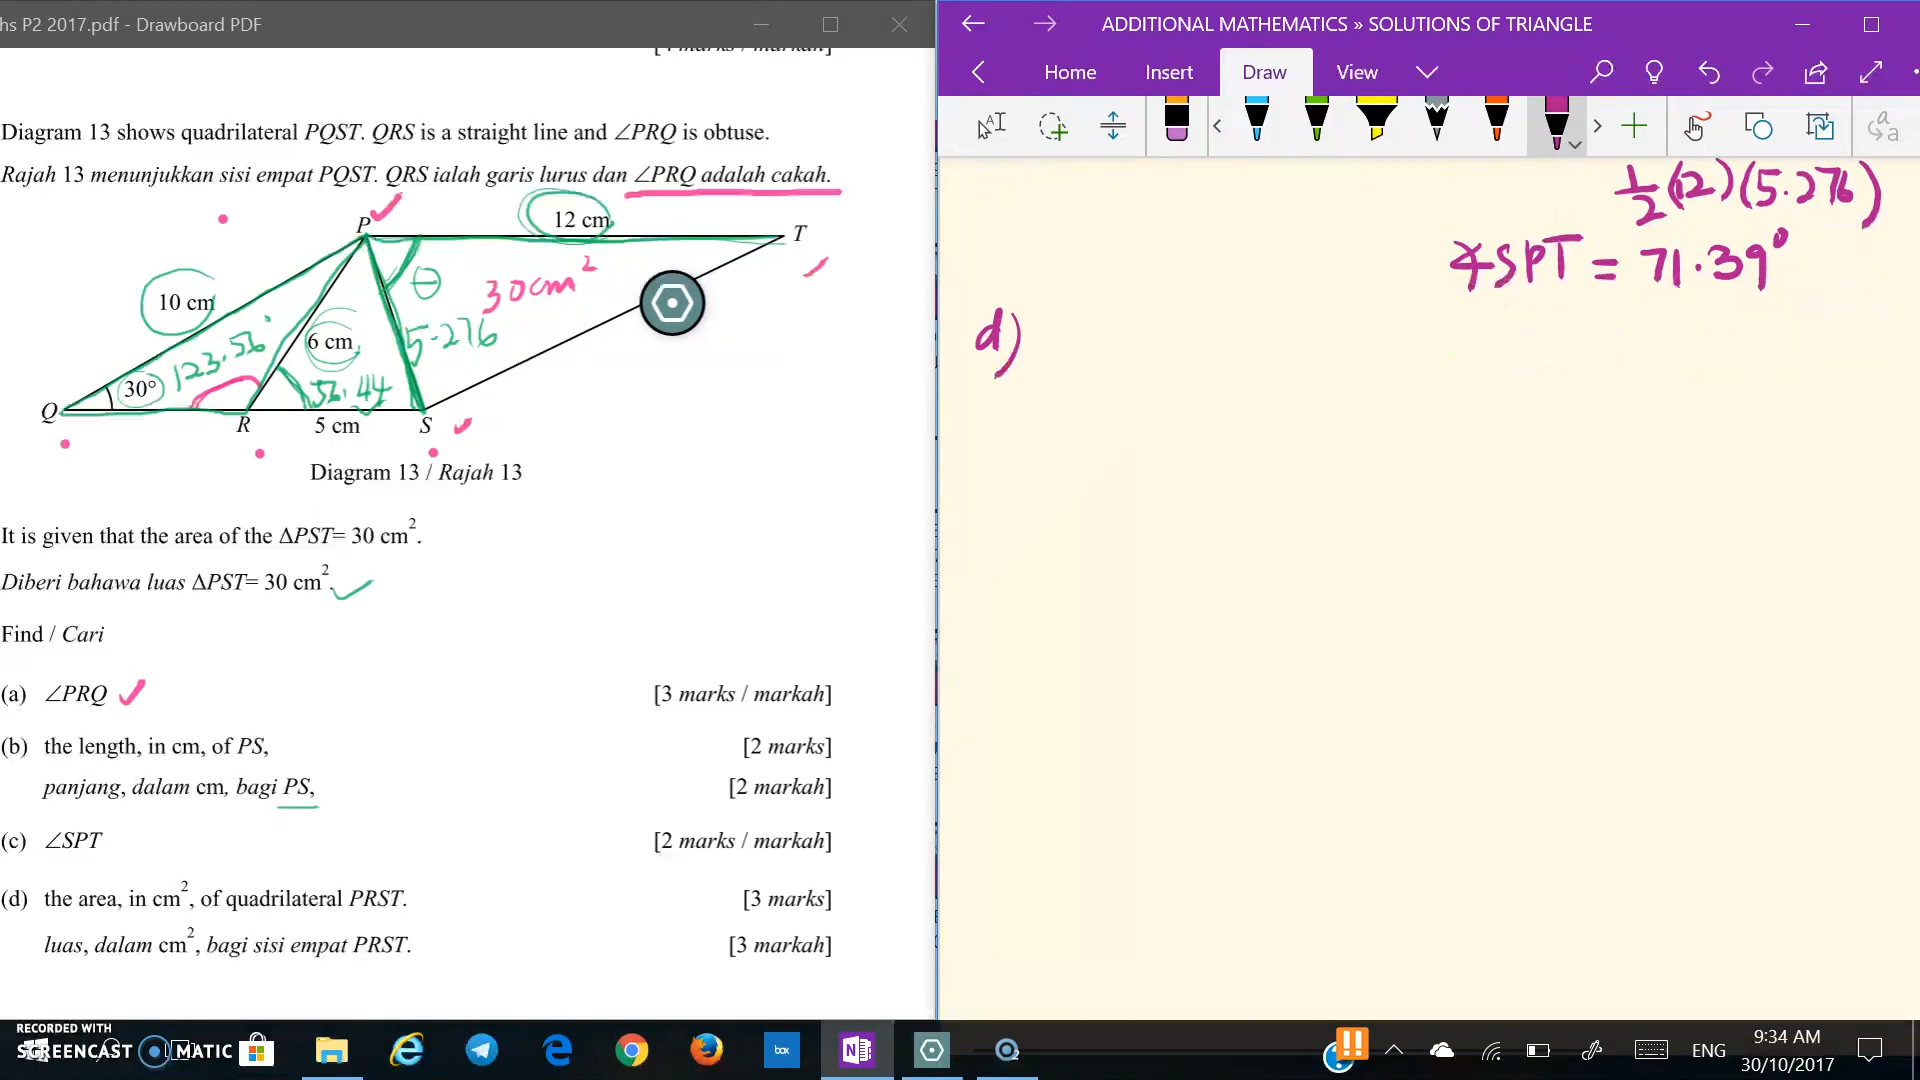 hs P2 2017.pdf - Drawboard PDF
Diagram 13 shows quadrilateral PQST. QRS is a straight line and ∠PRQ is obtuse.
Rajah 13 menunjukkan sisi empat PQST. QRS ialah garis lurus dan ∠PRQ adalah cakah.
P
12 cm
T
10 cm
θ
30cm²
6 cm
5.276
123.56°
30°
56.44
Q
R
5 cm
S
Diagram 13 / Rajah 13
It is given that the area of the ΔPST= 30 cm².
Diberi bahawa luas ΔPST= 30 cm².
Find / Cari
(a) ∠PRQ [3 marks / markah]
(b) the length, in cm, of PS, [2 marks]
panjang, dalam cm, bagi PS, [2 markah]
(c) ∠SPT [2 marks / markah]
(d) the area, in cm², of quadrilateral PRST. [3 marks]
luas, dalam cm², bagi sisi empat PRST. [3 markah]
ADDITIONAL MATHEMATICS » SOLUTIONS OF TRIANGLE
Home Insert Draw View
½(12)(5.276)
∡SPT = 71.39°
d)
RECORDED WITH
SCREENCAST MATIC
box
N
ENG
9:34 AM
30/10/2017